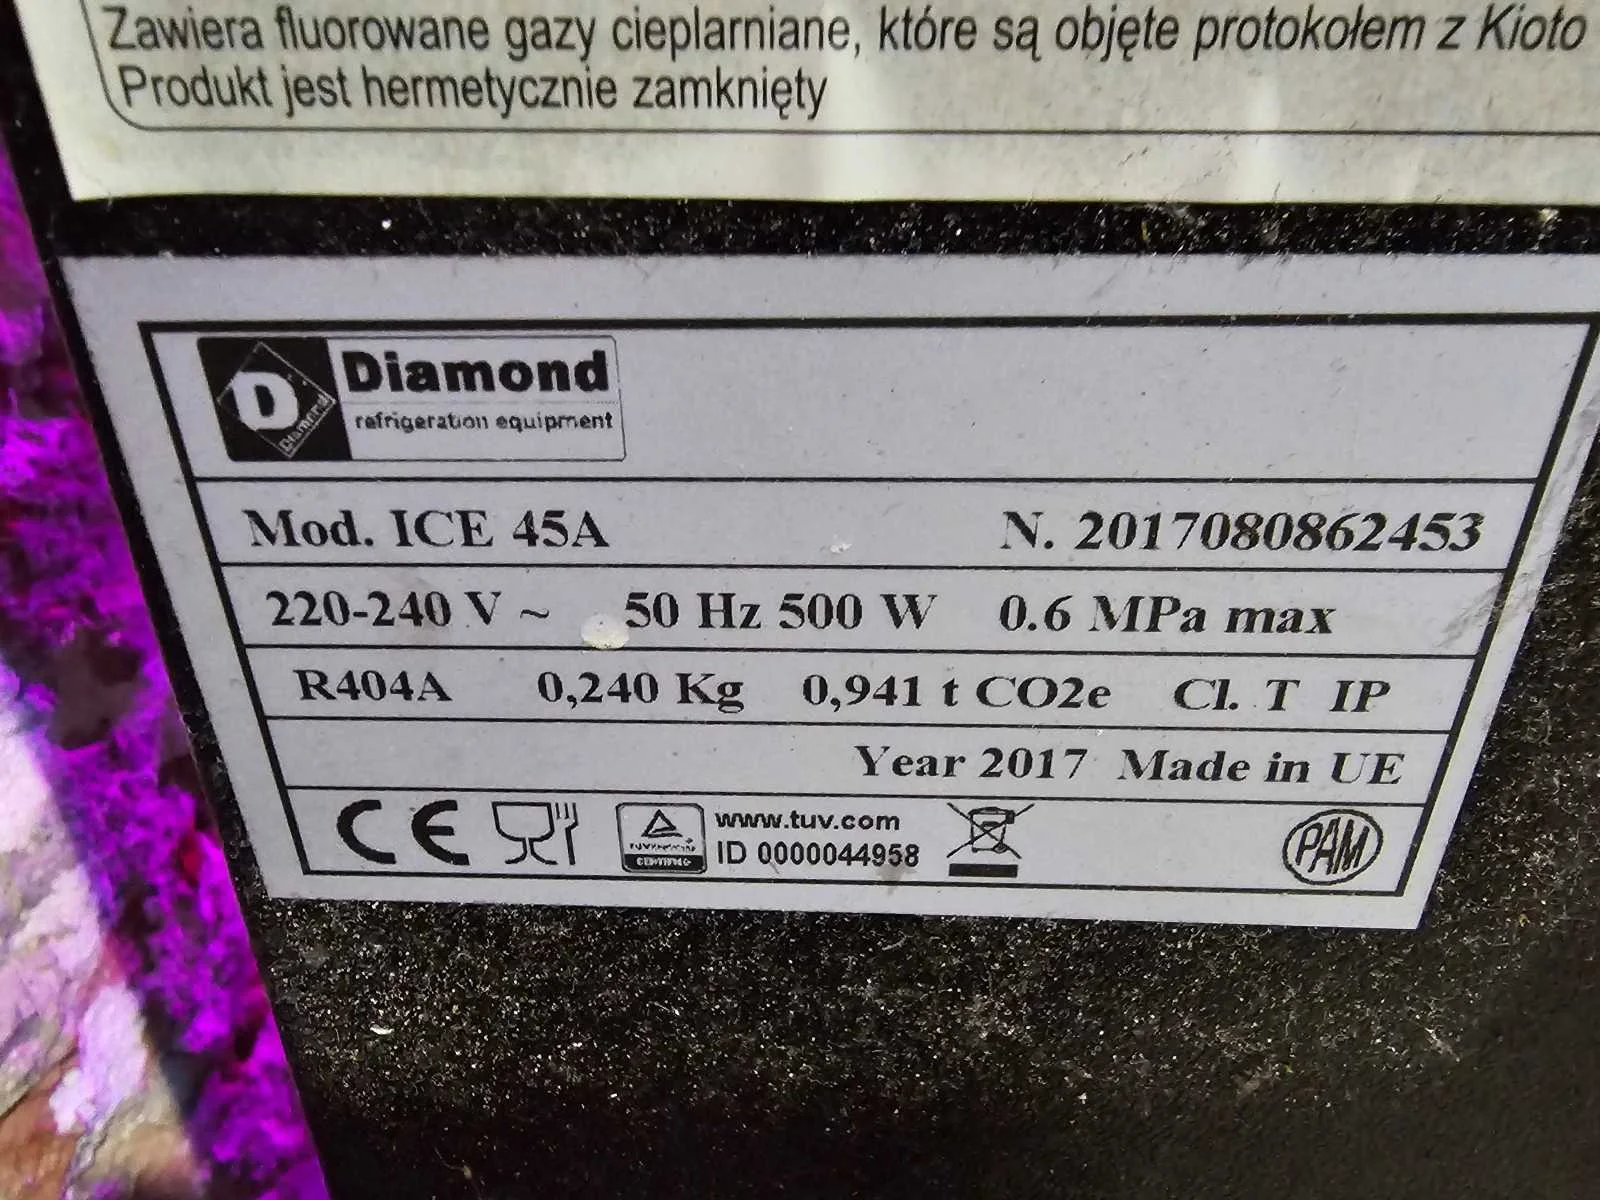 Zawiera fluorowane gazy cieplarniane, które są objęte protokołem z Kioto
Produkt jest hermetycznie zamknięty
D Diamond
Diamond
refrigeration equipment
Mod. ICE 45A N. 2017080862453
220-240 V ~ 50 Hz 500 W 0.6 MPa max
R404A 0,240 Kg 0,941 t CO2e Cl. T IP
Year 2017 Made in UE
CE www.tuv.com
ID 0000044958
PAM